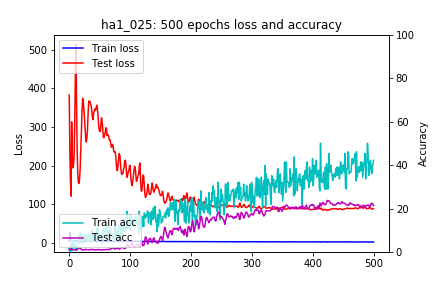 ha1_025: 500 epochs loss and accuracy
Train loss
Test loss
Train acc
Test acc
Loss
500
400
300
200
100
0
Accuracy
100
80
60
40
20
0
0 100 200 300 400 500